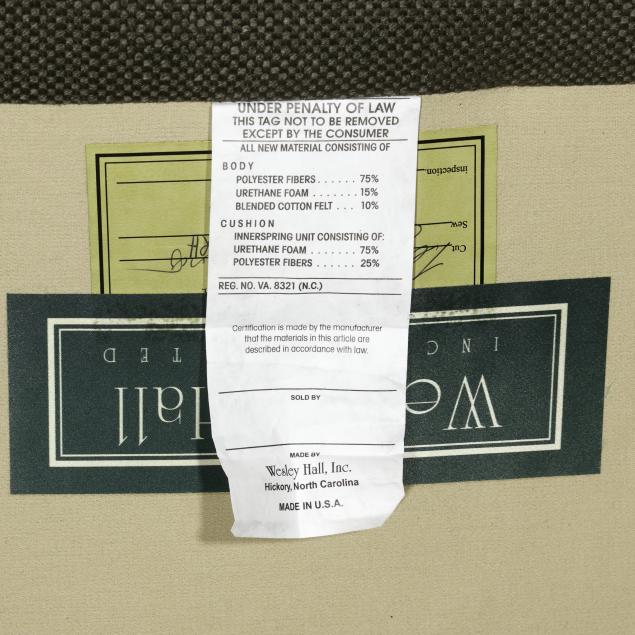 UNDER PENALTY OF LAW
THIS TAG NOT TO BE REMOVED
EXCEPT BY THE CONSUMER
ALL NEW MATERIAL CONSISTING OF
BODY
POLYESTER FIBERS . . . . . . 75%
URETHANE FOAM . . . . . . . 15%
BLENDED COTTON FELT . . . 10%
CUSHION
INNERSPRING UNIT CONSISTING OF:
URETHANE FOAM . . . . . . . 75%
POLYESTER FIBERS . . . . . . 25%
REG. NO. VA. 8321 (N.C.)
Certification is made by the manufacturer
that the materials in this article are
described in accordance with law.
SOLD BY
MADE BY
Wesley Hall, Inc.
Hickory, North Carolina
MADE IN U.S.A.
Cut
Sew
inspection
We Hall
INC TED